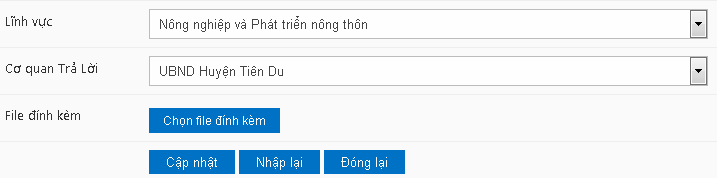 Lĩnh vực Nông nghiệp và Phát triển nông thôn
Cơ quan Trả Lời UBND Huyện Tiên Du
File đính kèm Chọn file đính kèm
Cập nhật Nhập lại Đóng lại